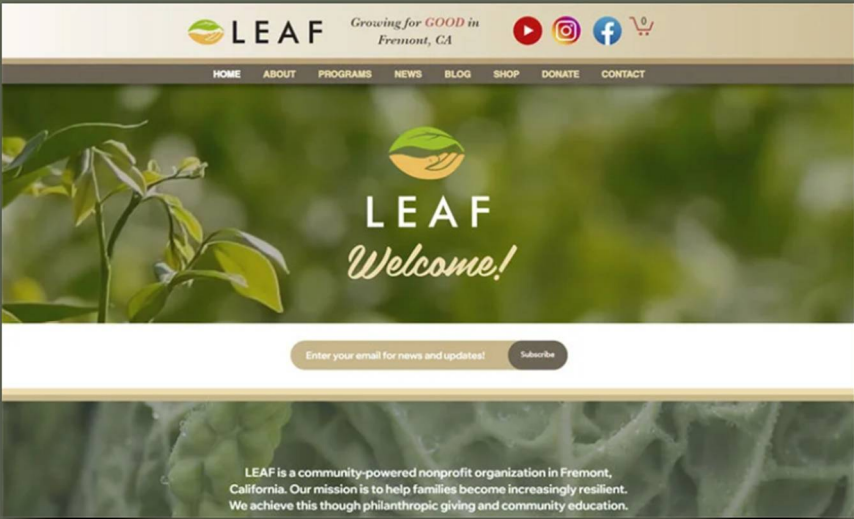 LEAF
Growing for GOOD in
Fremont, CA
0
HOME ABOUT PROGRAMS NEWS BLOG SHOP DONATE CONTACT
LEAF
Welcome!
Enter your email for news and updates! Subscribe
LEAF is a community-powered nonprofit organization in Fremont,
California. Our mission is to help families become increasingly resilient.
We achieve this though philanthropic giving and community education.